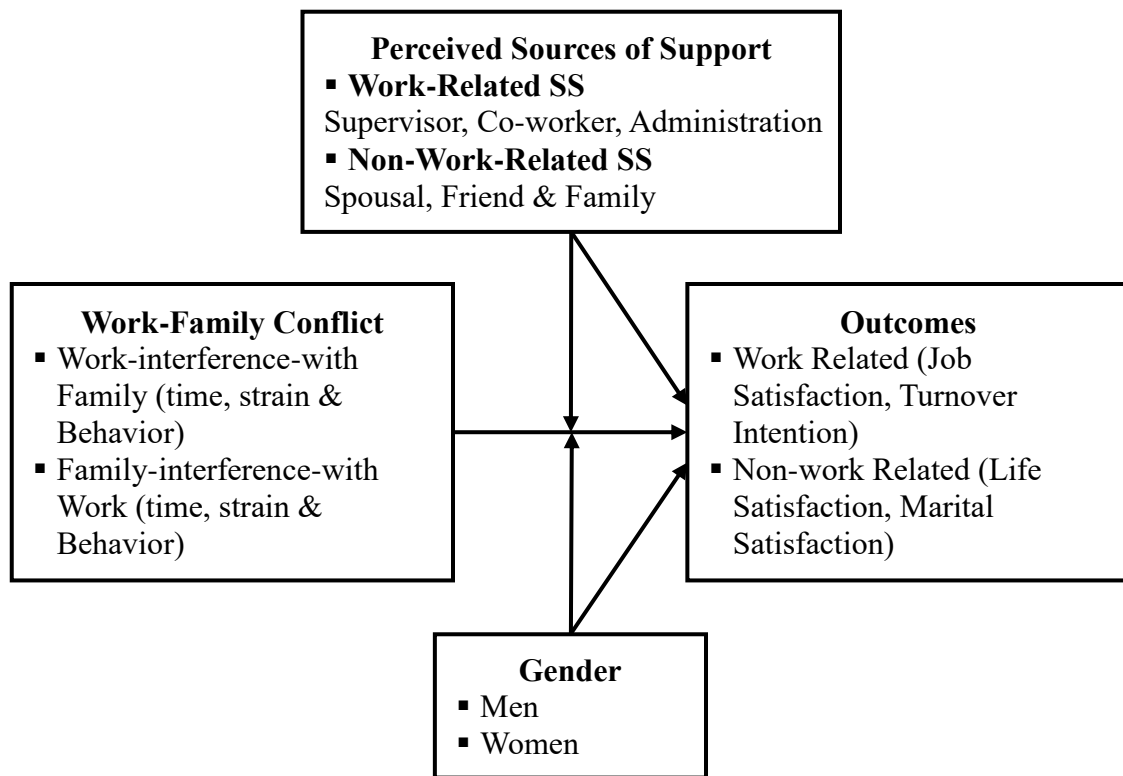 Perceived Sources of Support
▪ Work-Related SS
Supervisor, Co-worker, Administration
▪ Non-Work-Related SS
Spousal, Friend & Family
Work-Family Conflict
▪ Work-interference-with
Family (time, strain &
Behavior)
▪ Family-interference-with
Work (time, strain &
Behavior)
Outcomes
▪ Work Related (Job
Satisfaction, Turnover
Intention)
▪ Non-work Related (Life
Satisfaction, Marital
Satisfaction)
Gender
▪ Men
▪ Women